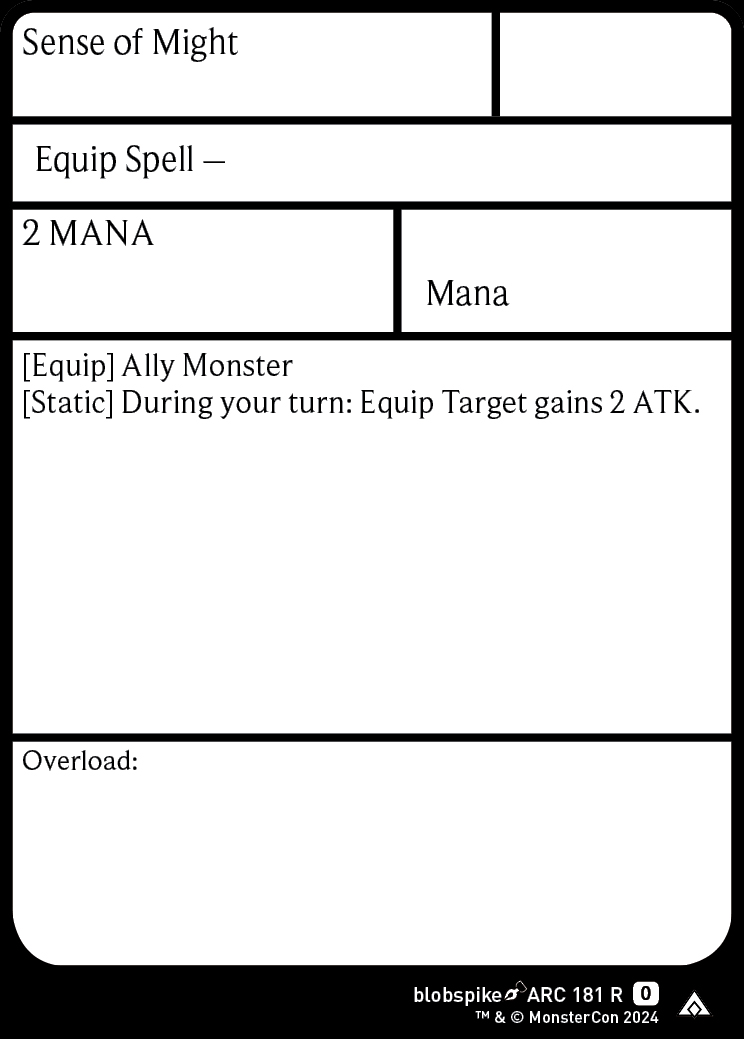 Sense of Might
Equip Spell —
2 MANA
Mana
[Equip] Ally Monster
[Static] During your turn: Equip Target gains 2 ATK.
Overload:
blobspike ARC 181 R 0
™ & © MonsterCon 2024